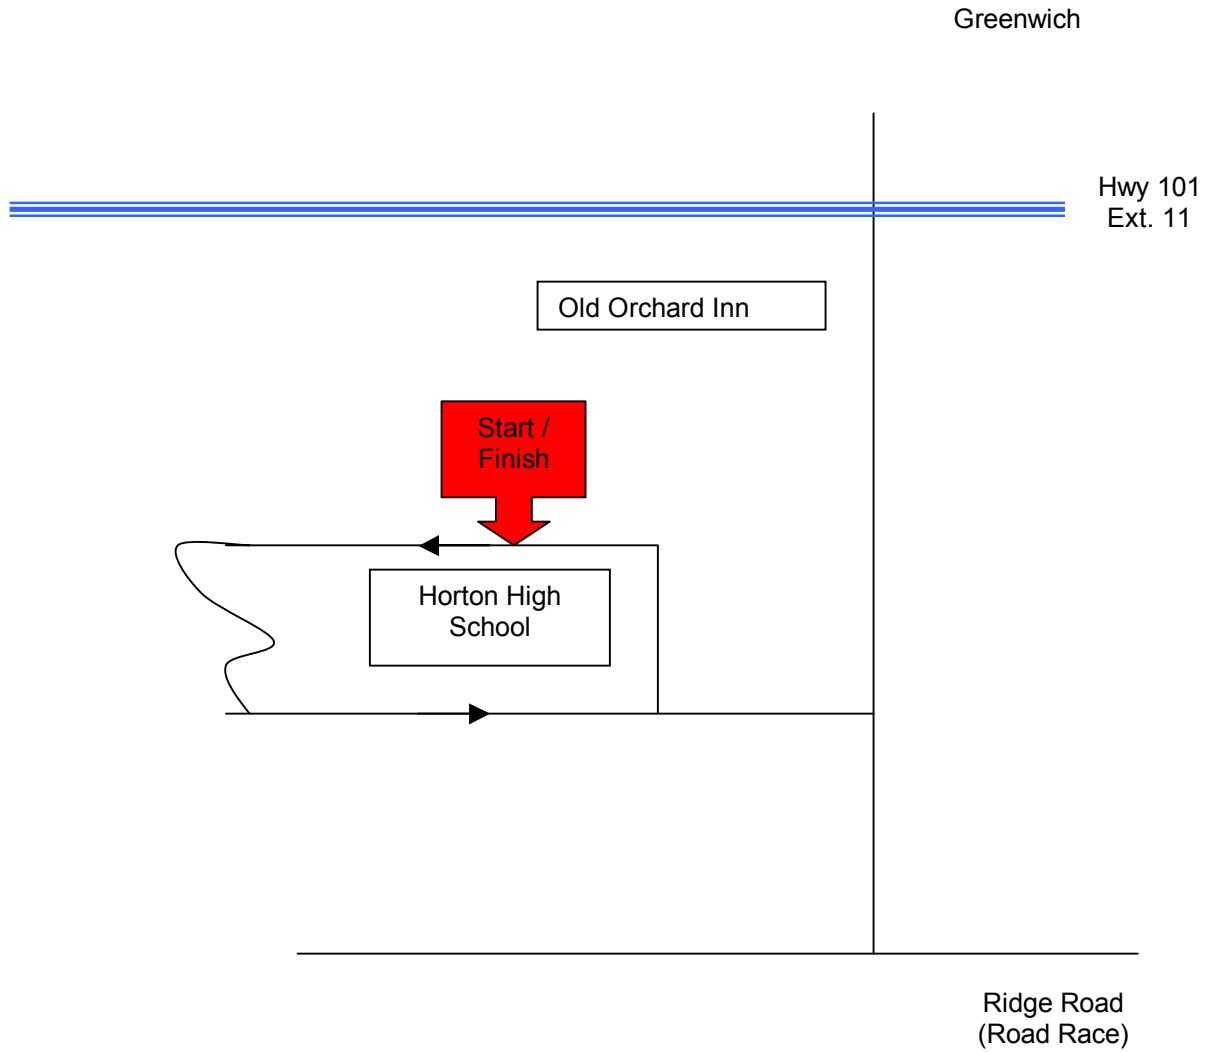 Greenwich
Hwy 101
Ext. 11
Old Orchard Inn
Start /
Finish
Horton High
School
Ridge Road
(Road Race)